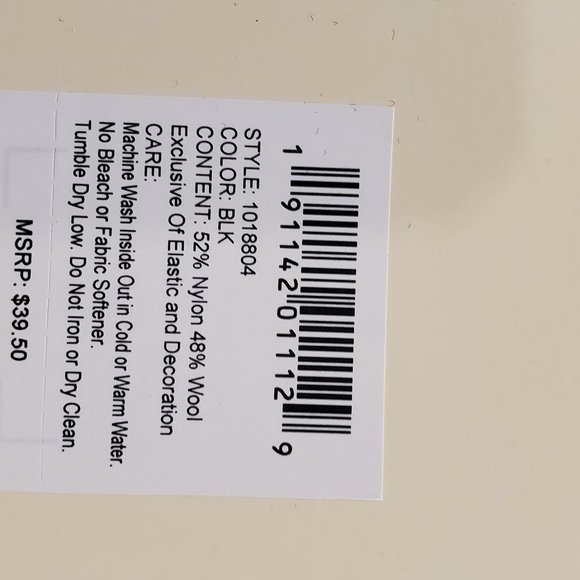 1 91142 01112 9
STYLE: 1018804
COLOR: BLK
CONTENT: 52% Nylon 48% Wool
Exclusive Of Elastic and Decoration
CARE:
Machine Wash Inside Out in Cold or Warm Water.
No Bleach or Fabric Softener.
Tumble Dry Low. Do Not Iron or Dry Clean.
MSRP: $39.50